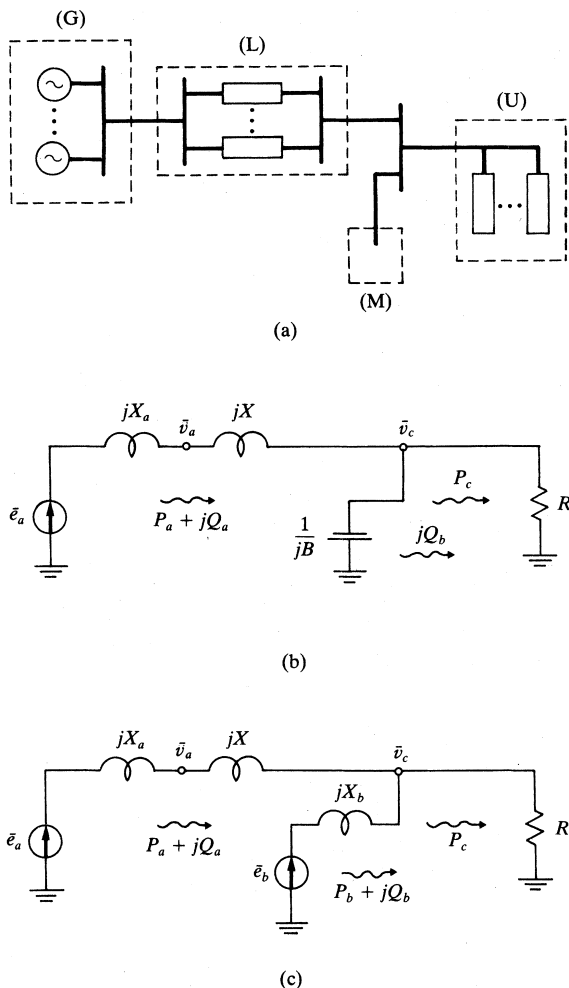 (G)
(L)
(U)
(M)
(a)
jX_a
v̄_a
jX
v̄_c
ē_a
P_a + jQ_a
1/jB
P_c
jQ_b
R
(b)
jX_a
v̄_a
jX
v̄_c
jX_b
ē_a
P_a + jQ_a
ē_b
P_c
R
P_b + jQ_b
(c)